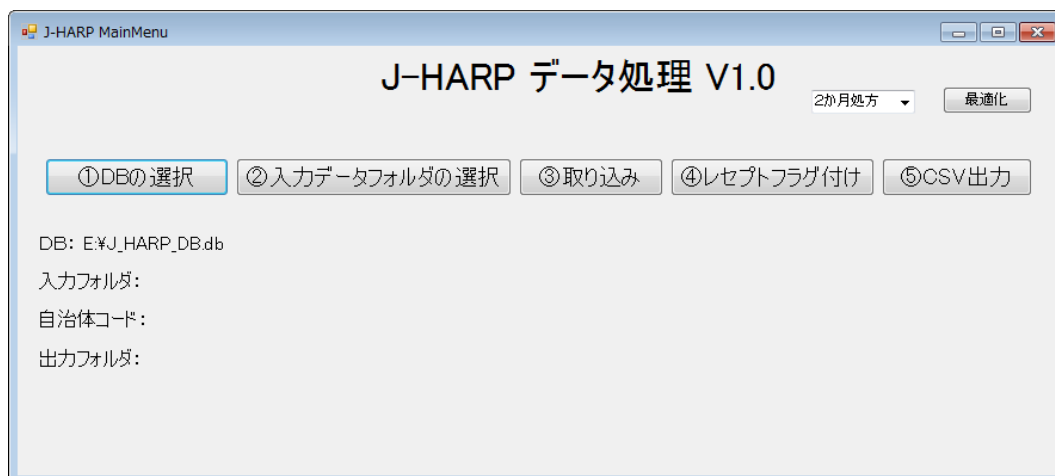 J-HARP MainMenu
J-HARP データ処理 V1.0
2か月処方
最適化
①DBの選択
②入力データフォルダの選択
③取り込み
④レセプトフラグ付け
⑤CSV出力
DB: E:¥J_HARP_DB.db
入力フォルダ:
自治体コード:
出力フォルダ: